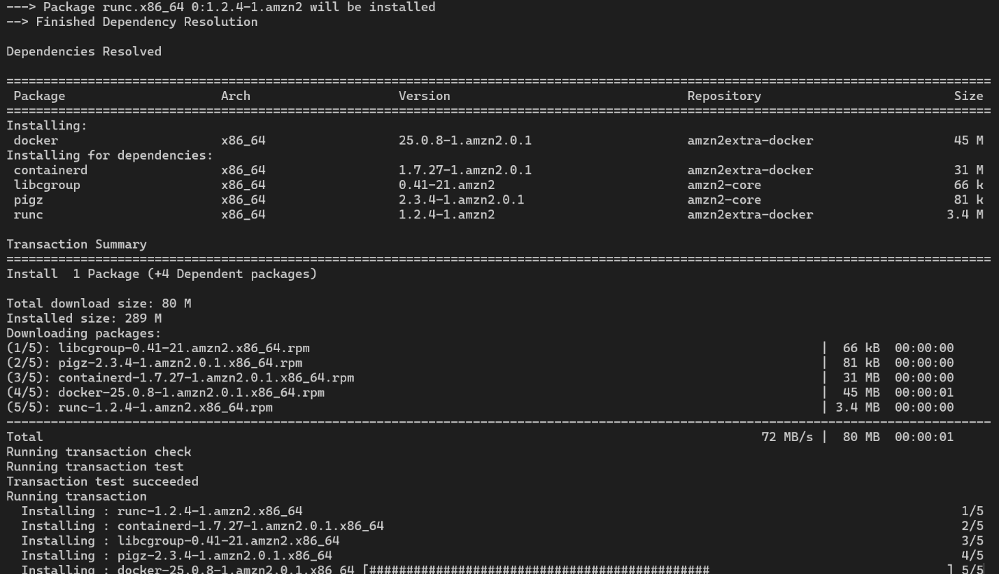 ---> Package runc.x86_64 0:1.2.4-1.amzn2 will be installed
--> Finished Dependency Resolution
Dependencies Resolved
================================================================================
Package Arch Version Repository Size
================================================================================
Installing:
docker x86_64 25.0.8-1.amzn2.0.1 amzn2extra-docker 45 M
Installing for dependencies:
containerd x86_64 1.7.27-1.amzn2.0.1 amzn2extra-docker 31 M
libcgroup x86_64 0.41-21.amzn2 amzn2-core 66 k
pigz x86_64 2.3.4-1.amzn2.0.1 amzn2-core 81 k
runc x86_64 1.2.4-1.amzn2 amzn2extra-docker 3.4 M
Transaction Summary
================================================================================
Install 1 Package (+4 Dependent packages)
Total download size: 80 M
Installed size: 289 M
Downloading packages:
(1/5): libcgroup-0.41-21.amzn2.x86_64.rpm | 66 kB 00:00:00
(2/5): pigz-2.3.4-1.amzn2.0.1.x86_64.rpm | 81 kB 00:00:00
(3/5): containerd-1.7.27-1.amzn2.0.1.x86_64.rpm | 31 MB 00:00:00
(4/5): docker-25.0.8-1.amzn2.0.1.x86_64.rpm | 45 MB 00:00:01
(5/5): runc-1.2.4-1.amzn2.x86_64.rpm | 3.4 MB 00:00:00
--------------------------------------------------------------------------------
Total 72 MB/s | 80 MB 00:00:01
Running transaction check
Running transaction test
Transaction test succeeded
Running transaction
Installing : runc-1.2.4-1.amzn2.x86_64 1/5
Installing : containerd-1.7.27-1.amzn2.0.1.x86_64 2/5
Installing : libcgroup-0.41-21.amzn2.x86_64 3/5
Installing : pigz-2.3.4-1.amzn2.0.1.x86_64 4/5
Installing : docker-25.0.8-1.amzn2.0.1.x86_64 [############################################## ] 5/5